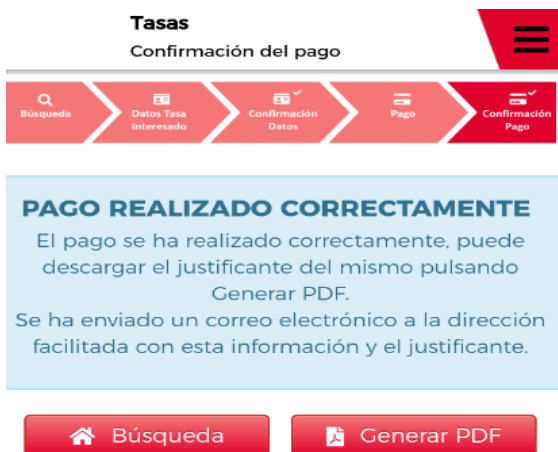 Tasas
Confirmación del pago
Búsqueda
Datos Tasa
Interesado
Confirmación
Datos
Pago
Confirmación
Pago
PAGO REALIZADO CORRECTAMENTE
El pago se ha realizado correctamente, puede
descargar el justificante del mismo pulsando
Generar PDF.
Se ha enviado un correo electrónico a la dirección
facilitada con esta información y el justificante.
Búsqueda
Generar PDF